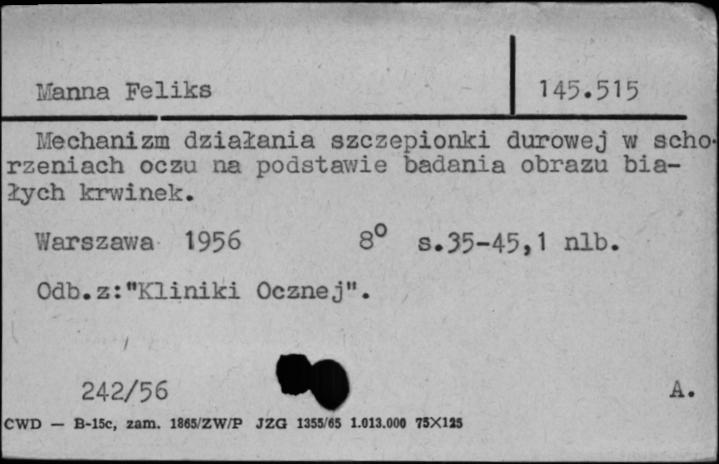 Manna Feliks
145.515
Mechanizm działania szczepionki durowej w scho-
rzeniach oczu na podstawie badania obrazu bia-
łych krwinek.
Warszawa 1956 8° s.35-45,1 nlb.
Odb.z:"Kliniki Ocznej".
242/56 A.
CWD — B-15c, zam. 1865/ZW/P JZG 1355/65 1.013.000 75X125